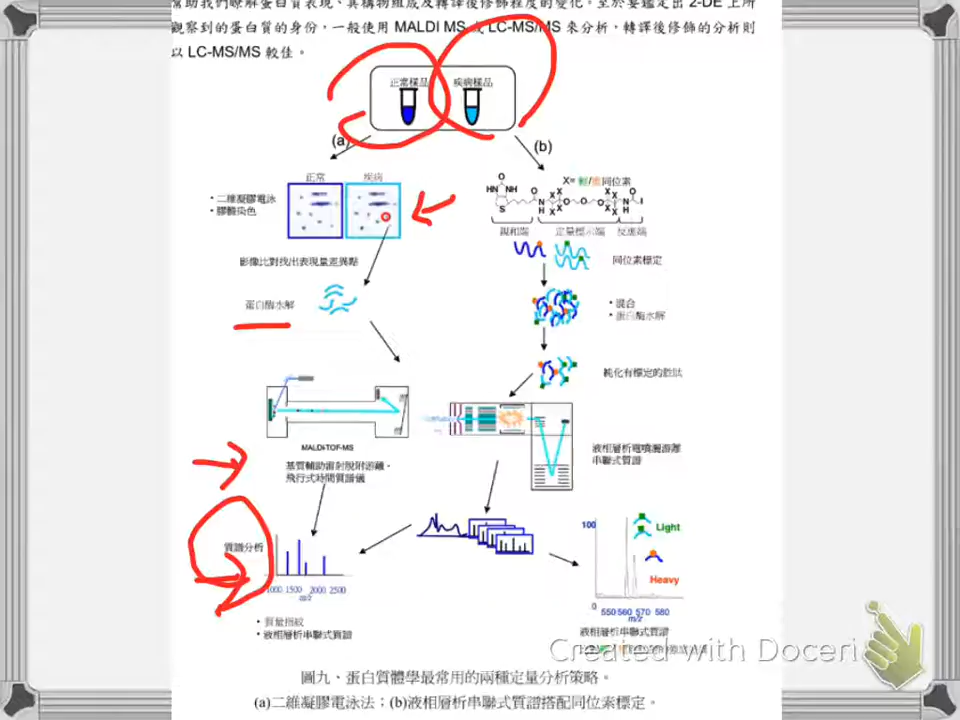 幫助我們瞭解蛋白質表現、異構物組成及轉譯後修飾程度的變化。至於要鑑定出 2-DE 上所
觀察到的蛋白質的身份，一般使用 MALDI MS 或 LC-MS/MS 來分析，轉譯後修飾的分析則
以 LC-MS/MS 較佳。
正常樣品 疾病樣品
(a) (b)
正常 疾病
• 二維凝膠電泳
• 膠體染色
X= 輕/重同位素
O
HN NH
S
O
N
H
X X
X X
O O O
X X
X X
N
H
O
I
親和端 定量標示端 反應端
影像比對找出表現量差異點
同位素標定
蛋白酶水解
• 混合
• 蛋白酶水解
純化有標定的胜肽
MALDI-TOF-MS
基質輔助雷射脫附游離、
飛行式時間質譜儀
液相層析電噴灑游離
串聯式質譜
質譜分析
1000 1500 2000 2500
m/z
100
0
Light
Heavy
550 560 570 580
m/z
• 質量指紋
• 液相層析串聯式質譜
液相層析串聯式質譜
Created with Doceri
圖九、蛋白質體學最常用的兩種定量分析策略。
(a)二維凝膠電泳法；(b)液相層析串聯式質譜搭配同位素標定。